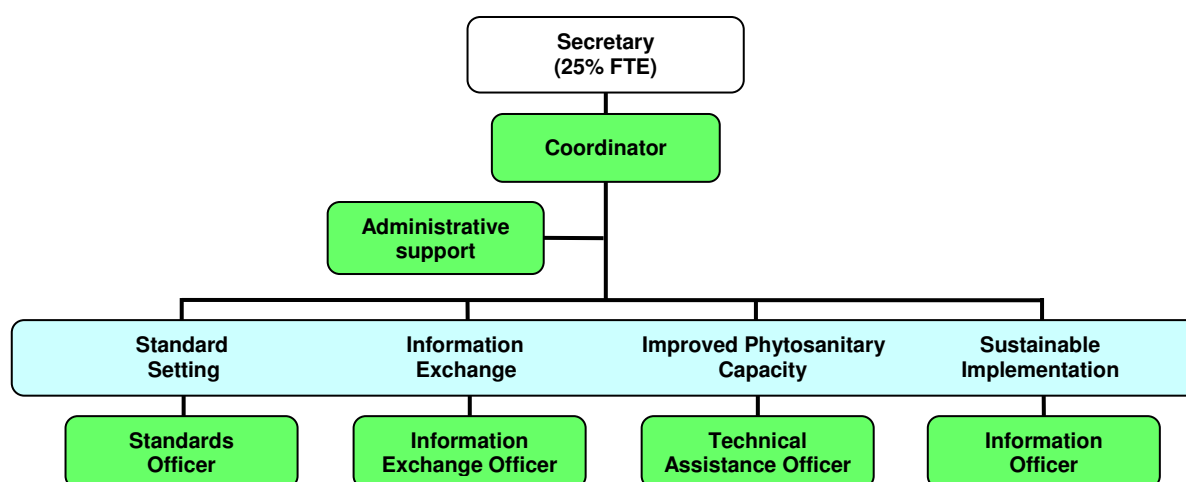 Secretary
(25% FTE)
Coordinator
Administrative
support
Standard
Setting
Information
Exchange
Improved Phytosanitary
Capacity
Sustainable
Implementation
Standards
Officer
Information
Exchange Officer
Technical
Assistance Officer
Information
Officer